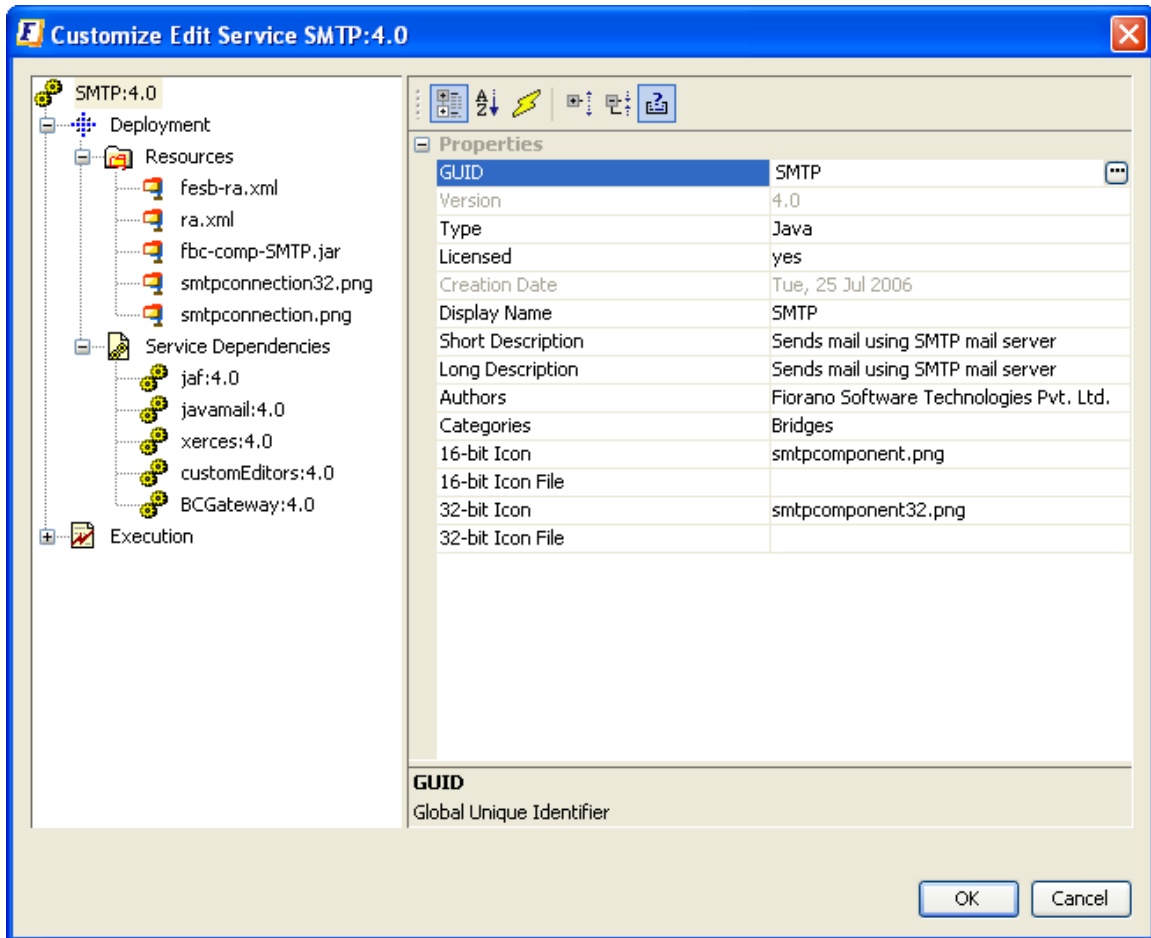 Customize Edit Service SMTP:4.0
SMTP:4.0
Deployment
Resources
fesb-ra.xml
ra.xml
fbc-comp-SMTP.jar
smtpconnection32.png
smtpconnection.png
Service Dependencies
jaf:4.0
javamail:4.0
xerces:4.0
customEditors:4.0
BCGateway:4.0
Execution
Properties
GUID SMTP
Version 4.0
Type Java
Licensed yes
Creation Date Tue, 25 Jul 2006
Display Name SMTP
Short Description Sends mail using SMTP mail server
Long Description Sends mail using SMTP mail server
Authors Fiorano Software Technologies Pvt. Ltd.
Categories Bridges
16-bit Icon smtpcomponent.png
16-bit Icon File
32-bit Icon smtpcomponent32.png
32-bit Icon File
GUID
Global Unique Identifier
OK Cancel